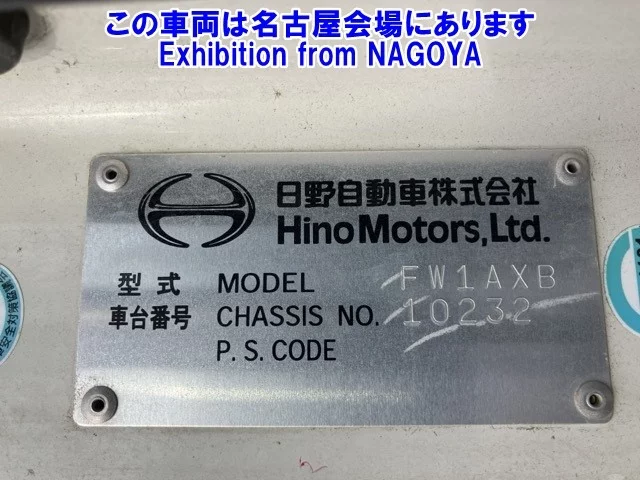 この車両は名古屋会場にあります
Exhibition from NAGOYA
日野自動車株式会社
Hino Motors, Ltd.
型式 MODEL FW1AXB
車台番号 CHASSIS NO. 10232
P. S. CODE